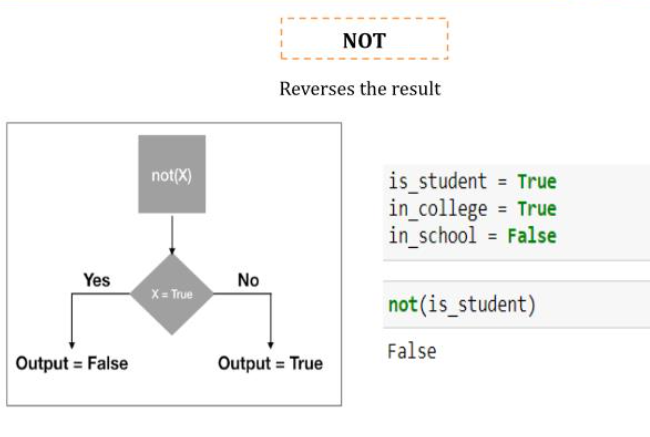 NOT
Reverses the result
not(X)
X = True
Yes
No
Output = False
Output = True
is_student = True
in_college = True
in_school = False
not(is_student)
False